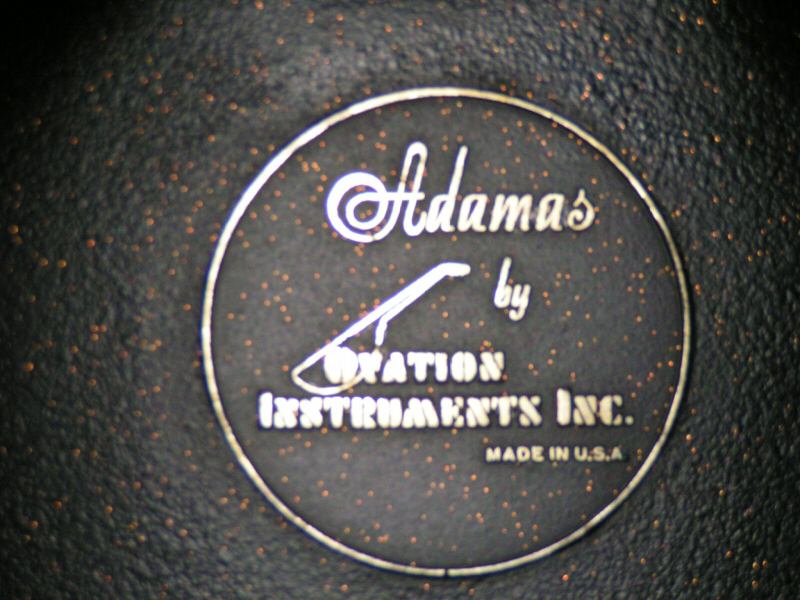 Adamas
by
OVATION
INSTRUMENTS INC.
MADE IN U.S.A